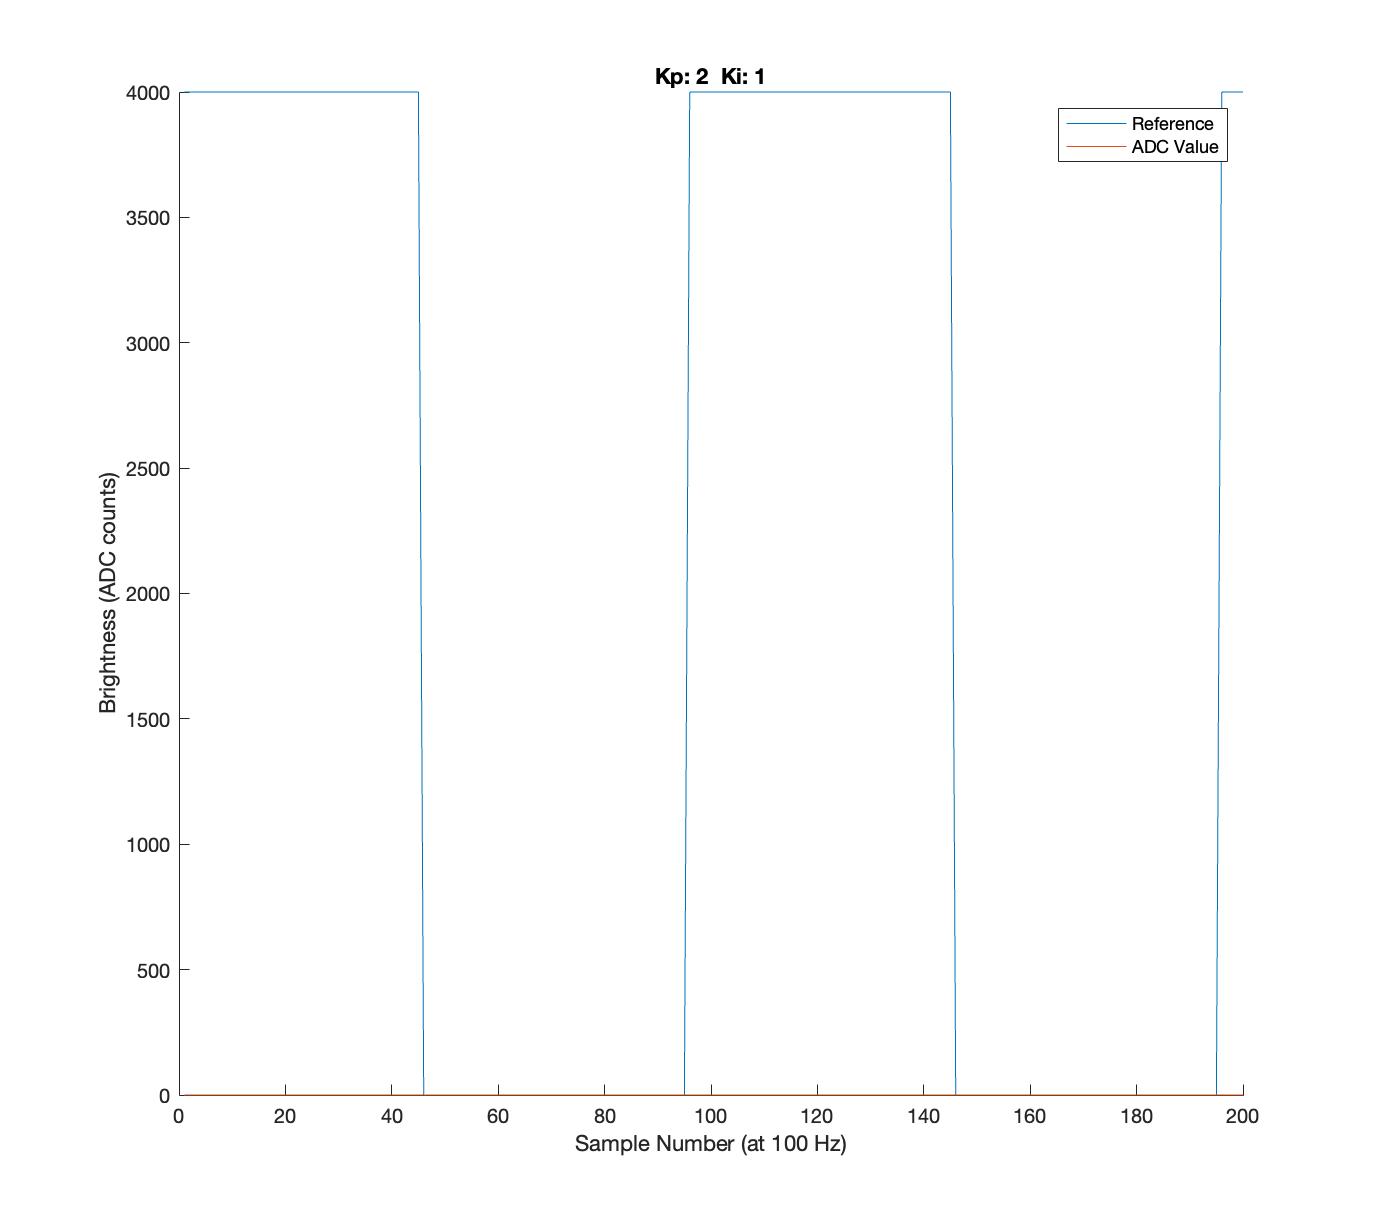 Kp: 2  Ki: 1
4000
3500
3000
2500
2000
1500
1000
500
0
Brightness (ADC counts)
Reference
ADC Value
0 20 40 60 80 100 120 140 160 180 200
Sample Number (at 100 Hz)